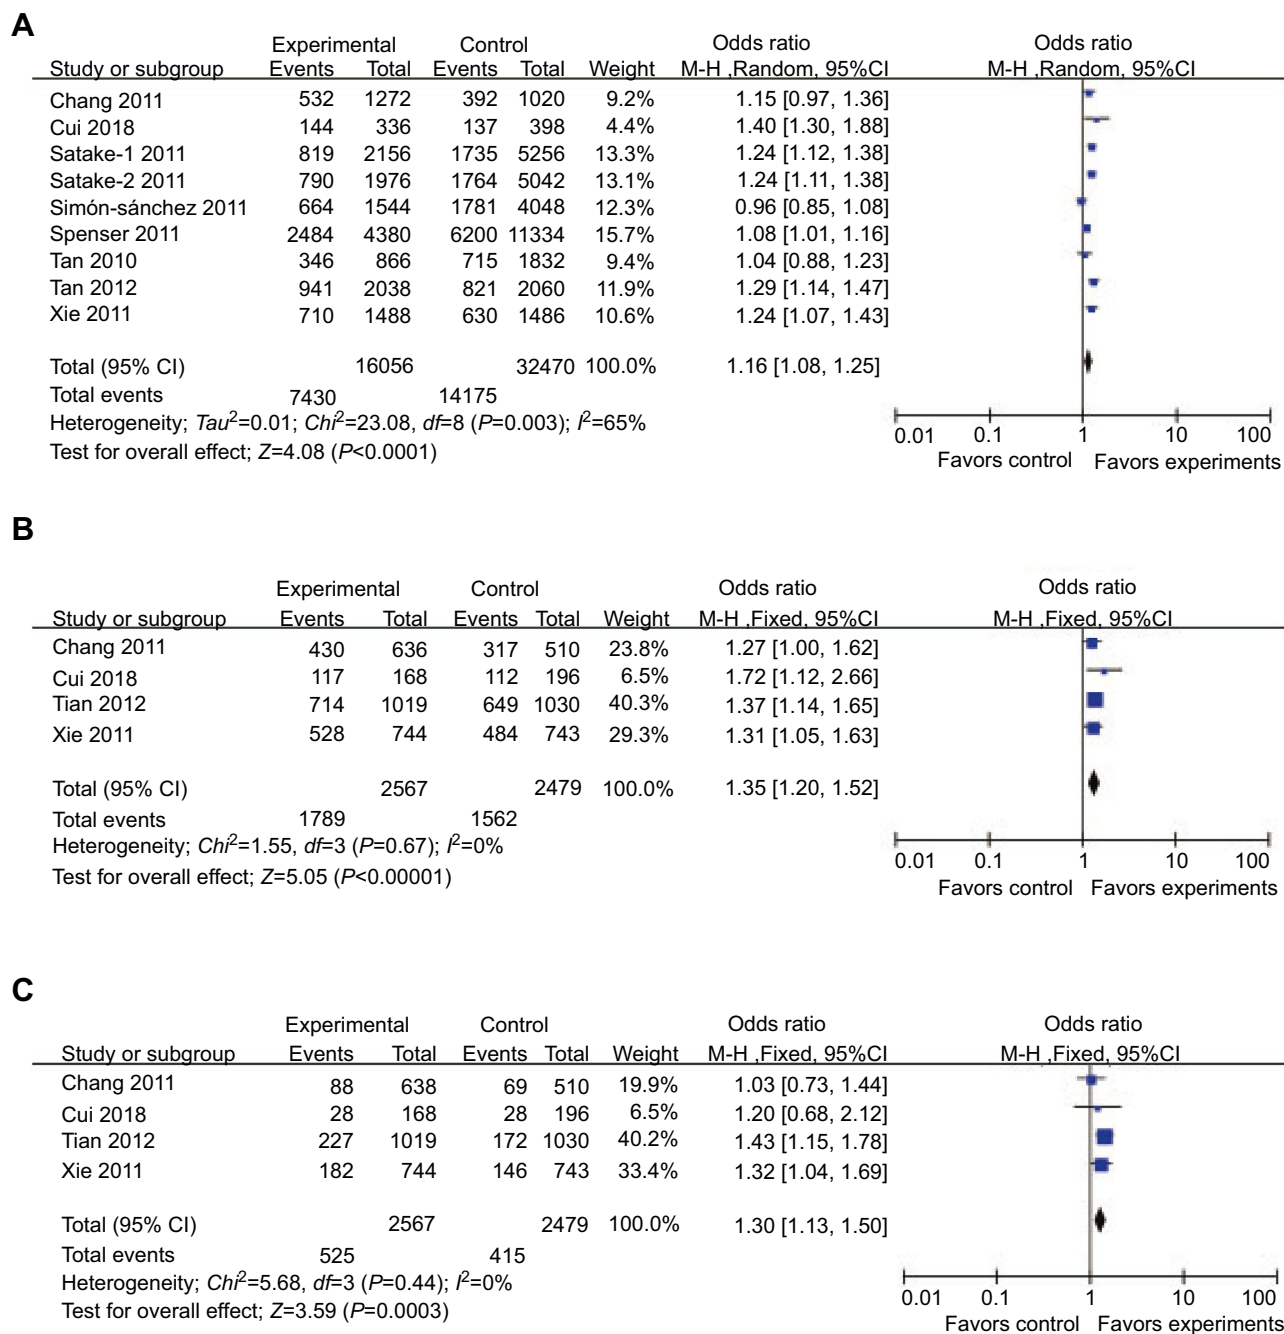 A
Experimental Control Odds ratio Odds ratio
Study or subgroup Events Total Events Total Weight M-H ,Random, 95%CI M-H ,Random, 95%CI
Chang 2011 532 1272 392 1020 9.2% 1.15 [0.97, 1.36]
Cui 2018 144 336 137 398 4.4% 1.40 [1.30, 1.88]
Satake-1 2011 819 2156 1735 5256 13.3% 1.24 [1.12, 1.38]
Satake-2 2011 790 1976 1764 5042 13.1% 1.24 [1.11, 1.38]
Simón-sánchez 2011 664 1544 1781 4048 12.3% 0.96 [0.85, 1.08]
Spenser 2011 2484 4380 6200 11334 15.7% 1.08 [1.01, 1.16]
Tan 2010 346 866 715 1832 9.4% 1.04 [0.88, 1.23]
Tan 2012 941 2038 821 2060 11.9% 1.29 [1.14, 1.47]
Xie 2011 710 1488 630 1486 10.6% 1.24 [1.07, 1.43]
Total (95% CI) 16056 32470 100.0% 1.16 [1.08, 1.25]
Total events 7430 14175
Heterogeneity; Tau²=0.01; Chi²=23.08, df=8 (P=0.003); I²=65%
Test for overall effect; Z=4.08 (P<0.0001)
0.01 0.1 1 10 100
Favors control Favors experiments
B
Experimental Control Odds ratio Odds ratio
Study or subgroup Events Total Events Total Weight M-H ,Fixed, 95%CI M-H ,Fixed, 95%CI
Chang 2011 430 636 317 510 23.8% 1.27 [1.00, 1.62]
Cui 2018 117 168 112 196 6.5% 1.72 [1.12, 2.66]
Tian 2012 714 1019 649 1030 40.3% 1.37 [1.14, 1.65]
Xie 2011 528 744 484 743 29.3% 1.31 [1.05, 1.63]
Total (95% CI) 2567 2479 100.0% 1.35 [1.20, 1.52]
Total events 1789 1562
Heterogeneity; Chi²=1.55, df=3 (P=0.67); I²=0%
Test for overall effect; Z=5.05 (P<0.00001)
0.01 0.1 1 10 100
Favors control Favors experiments
C
Experimental Control Odds ratio Odds ratio
Study or subgroup Events Total Events Total Weight M-H ,Fixed, 95%CI M-H ,Fixed, 95%CI
Chang 2011 88 638 69 510 19.9% 1.03 [0.73, 1.44]
Cui 2018 28 168 28 196 6.5% 1.20 [0.68, 2.12]
Tian 2012 227 1019 172 1030 40.2% 1.43 [1.15, 1.78]
Xie 2011 182 744 146 743 33.4% 1.32 [1.04, 1.69]
Total (95% CI) 2567 2479 100.0% 1.30 [1.13, 1.50]
Total events 525 415
Heterogeneity; Chi²=5.68, df=3 (P=0.44); I²=0%
Test for overall effect; Z=3.59 (P=0.0003)
0.01 0.1 1 10 100
Favors control Favors experiments